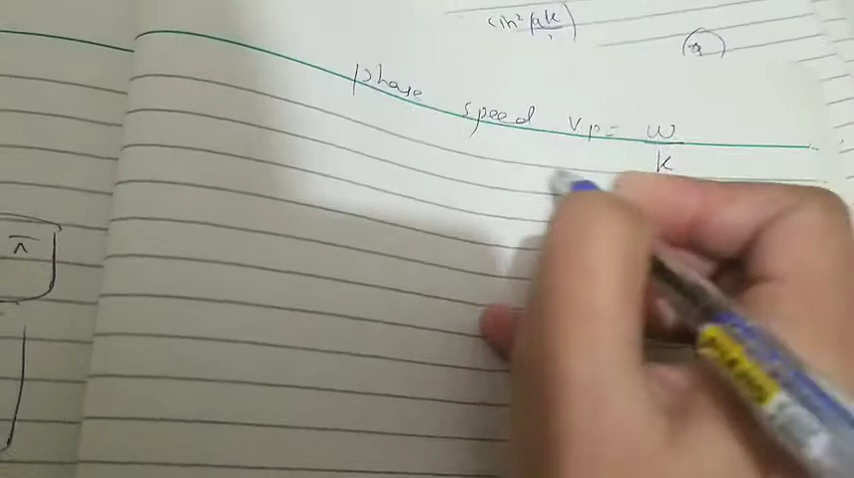 sin² (ak/
phase speed vp = ω
k
π